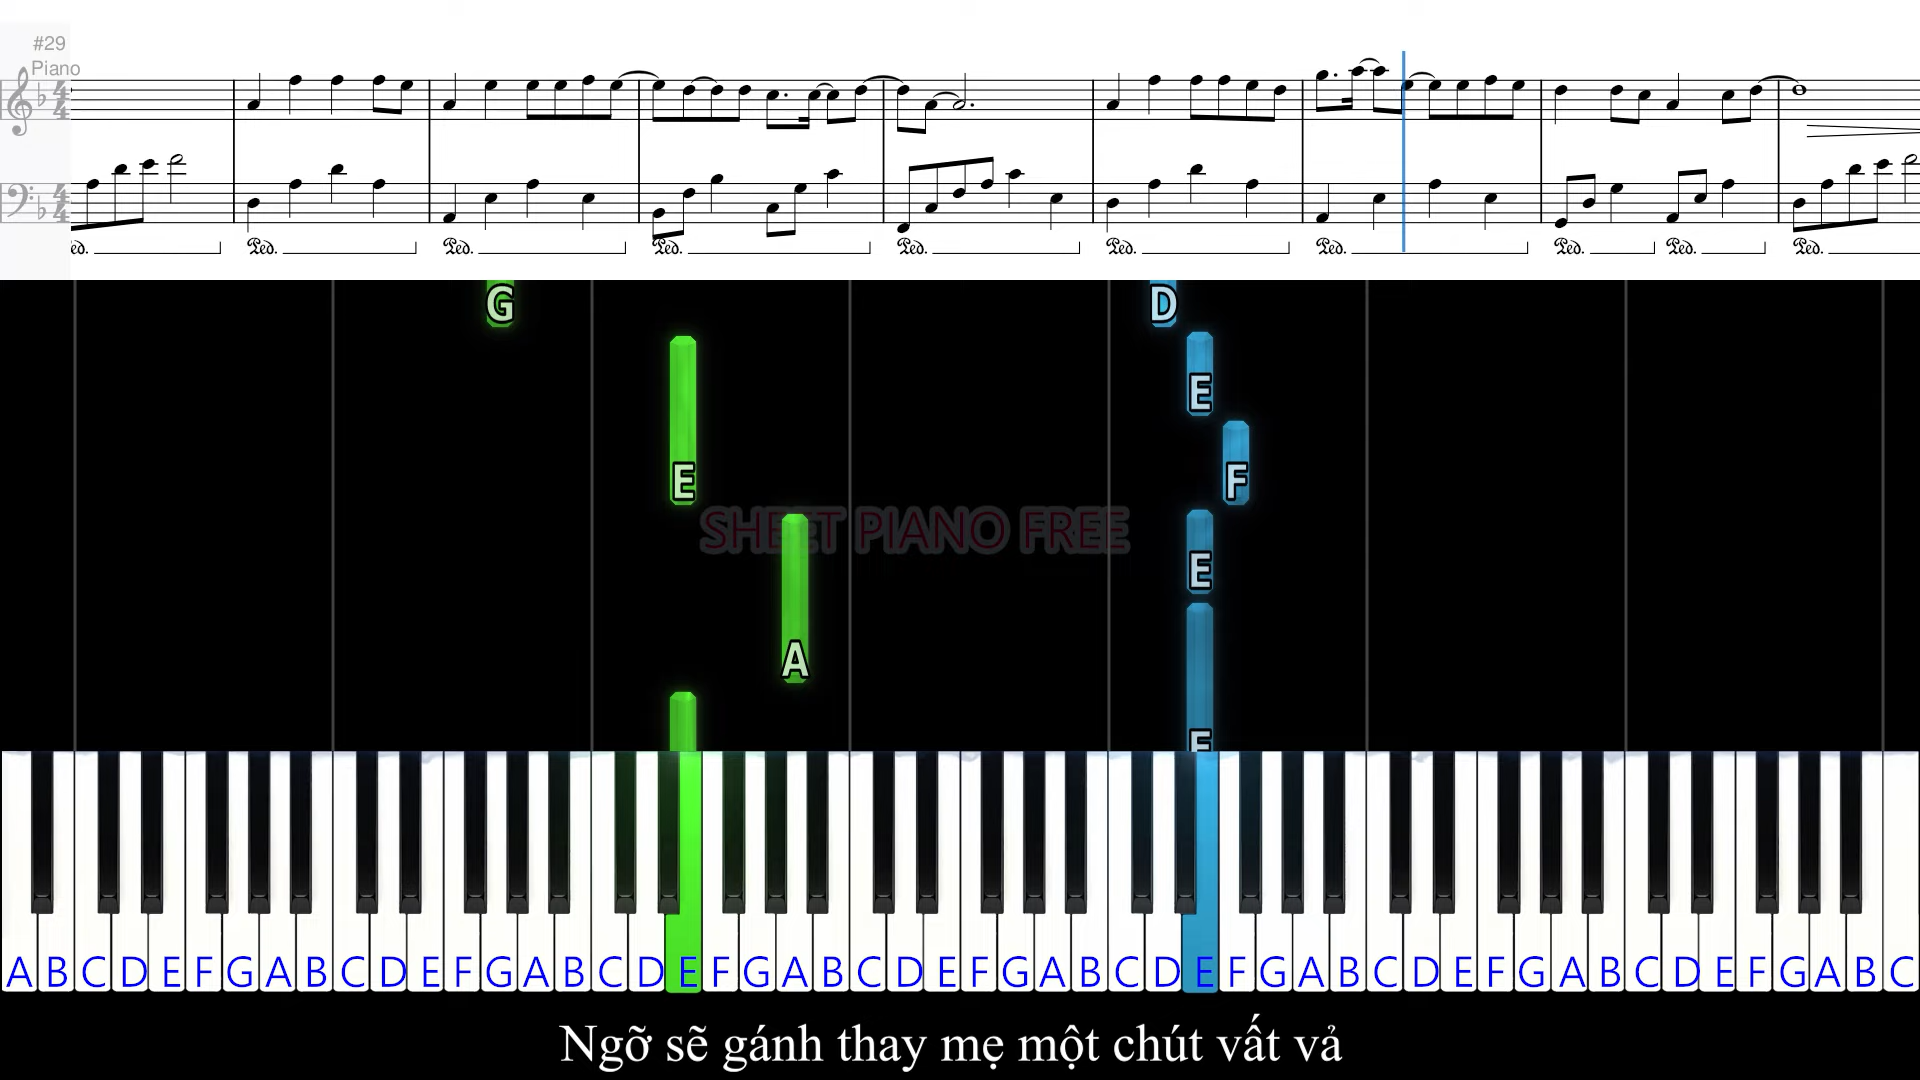 #29
Piano
G
D
E
E
F
SHEET PIANO FREE
E
A
E
A B C D E F G A B C D E F G A B C D E F G A B C D E F G A B C D E F G A B C D E F G A B C D E F G A B C
Ngỡ sẽ gánh thay mẹ một chút vất vả